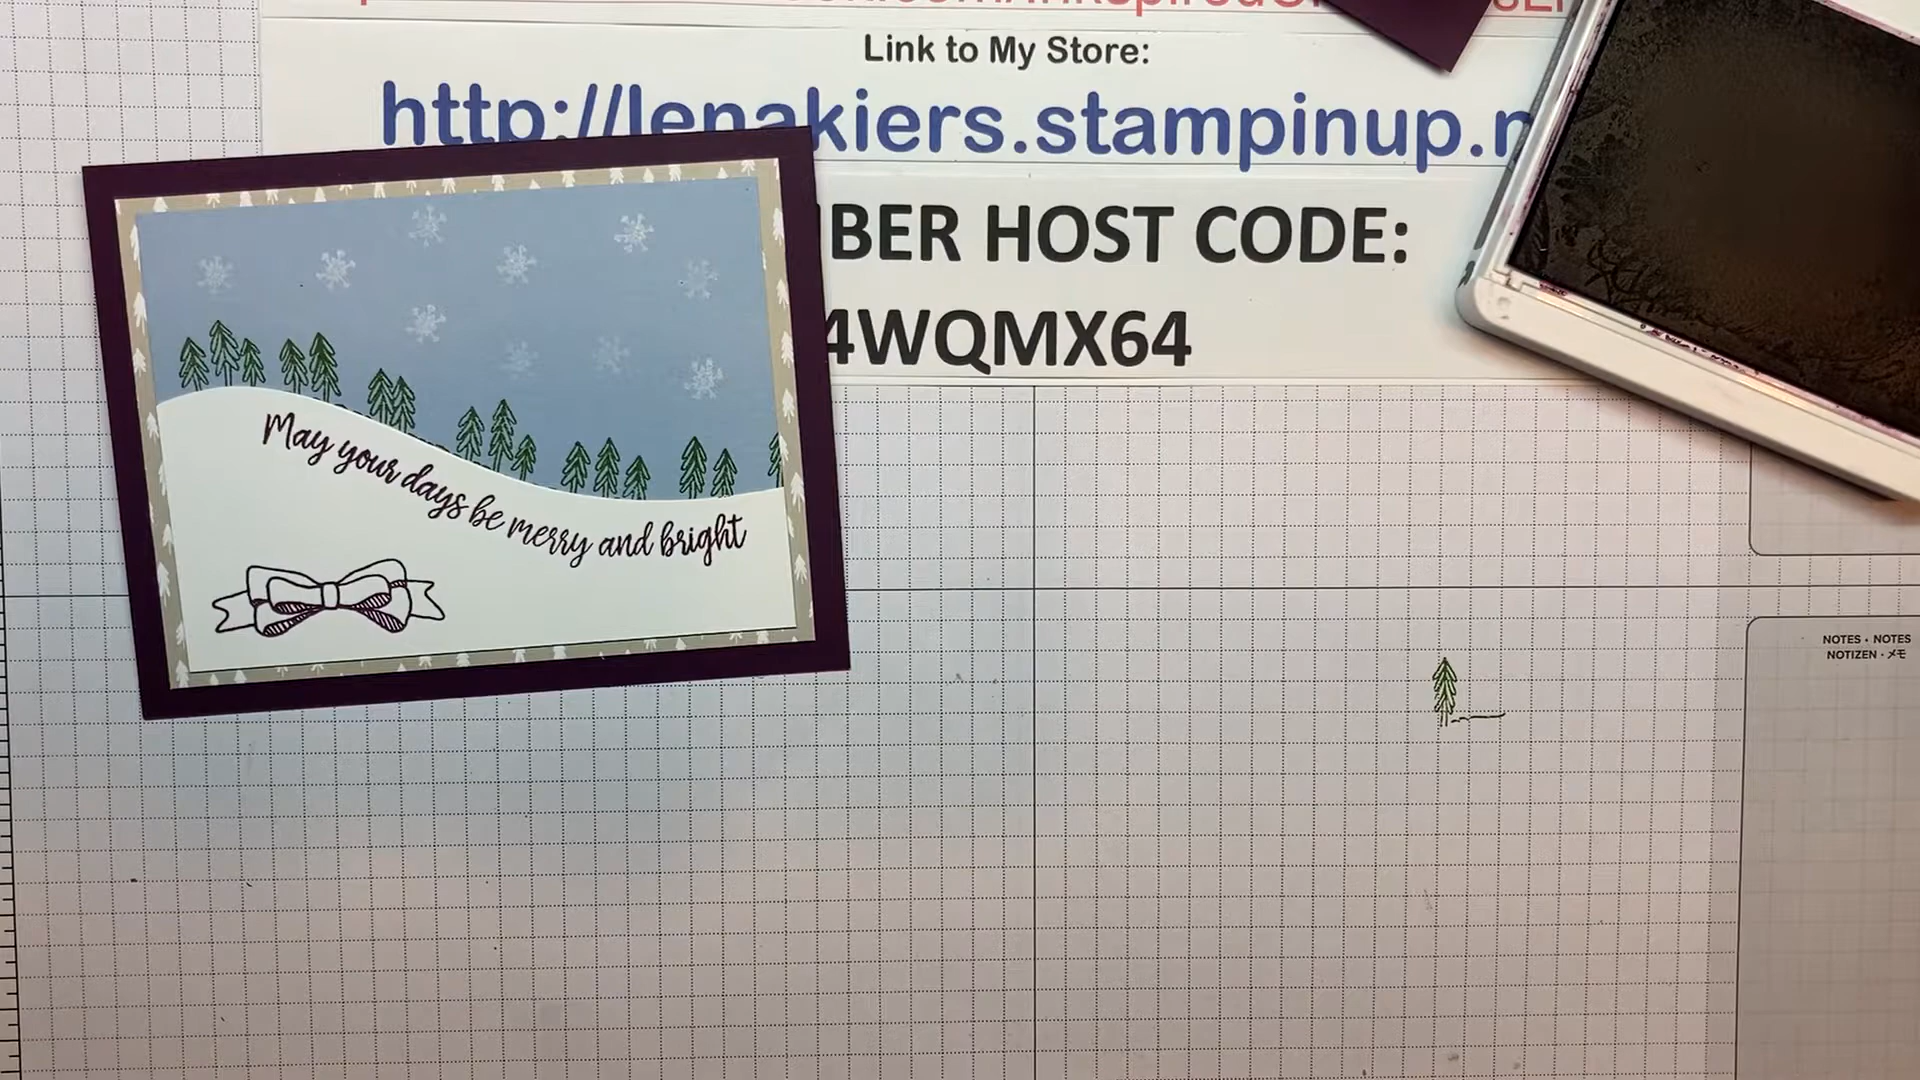 Link to My Store:
http://lenakiers.stampinup.n
BER HOST CODE:
4WQMX64
May your days be merry and bright
NOTES • NOTES
NOTIZEN • メモ